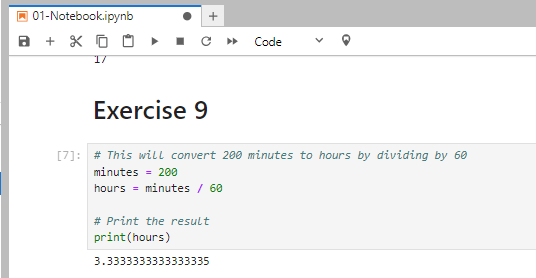 01-Notebook.ipynb
Code
17
Exercise 9
[7]:
# This will convert 200 minutes to hours by dividing by 60
minutes = 200
hours = minutes / 60
# Print the result
print(hours)
3.3333333333333335